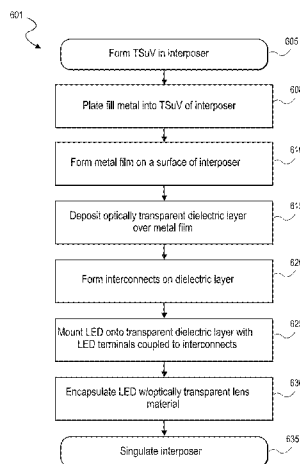 601
Form TSuV in interposer
605
Plate fill metal into TSuV of interposer
Form metal film on a surface of interposer
Deposit optically transparent dielectric layer
over metal film
Form interconnects on dielectric layer
Mount LED onto transparent dielectric layer with
LED terminals coupled to interconnects
Encapsulate LED w/optically transparent lens
material
Singulate interposer
635